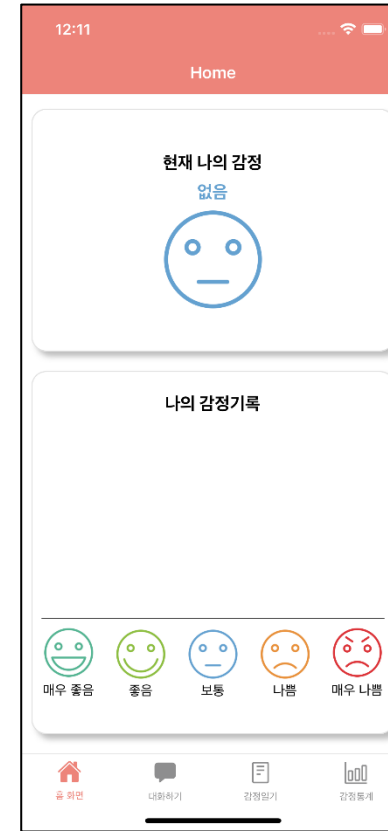 12:11
Home
현재 나의 감정
없음
나의 감정기록
매우 좋음 좋음 보통 나쁨 매우 나쁨
홈 화면 대화하기 감정일기 감정통계